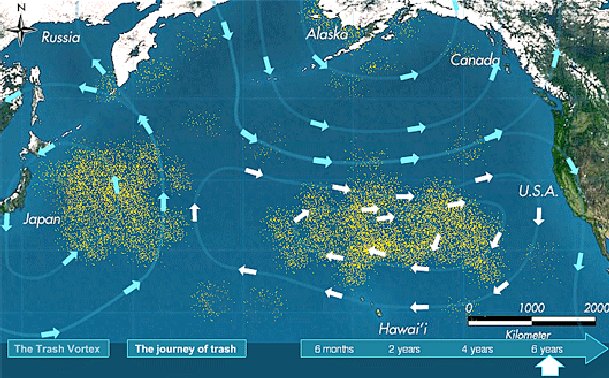 Russia
Alaska
Canada
U.S.A.
Japan
0
1000
2000
Kilometer
Hawai'i
The Trash Vortex
The journey of trash
6 months
2 years
4 years
6 years